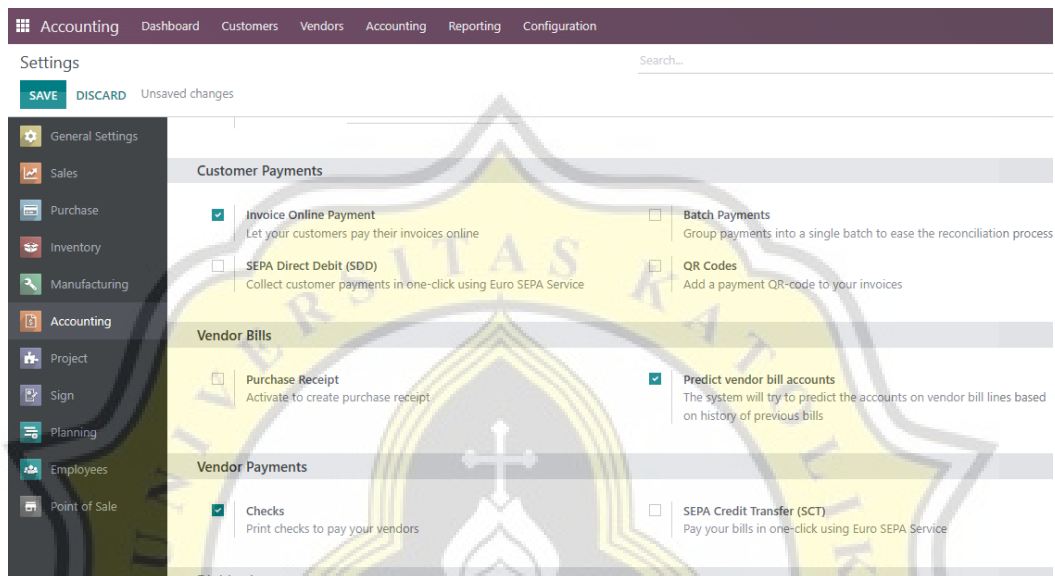 Accounting Dashboard Customers Vendors Accounting Reporting Configuration
Settings
Search...
SAVE DISCARD Unsaved changes
General Settings
Sales
Purchase
Inventory
Manufacturing
Accounting
Project
Sign
Planning
Employees
Point of Sale
Customer Payments
Invoice Online Payment
Let your customers pay their invoices online
Batch Payments
Group payments into a single batch to ease the reconciliation process
SEPA Direct Debit (SDD)
Collect customer payments in one-click using Euro SEPA Service
QR Codes
Add a payment QR-code to your invoices
Vendor Bills
Purchase Receipt
Activate to create purchase receipt
Predict vendor bill accounts
The system will try to predict the accounts on vendor bill lines based
on history of previous bills
Vendor Payments
Checks
Print checks to pay your vendors
SEPA Credit Transfer (SCT)
Pay your bills in one-click using Euro SEPA Service
UNIVERSITAS KATOLIK